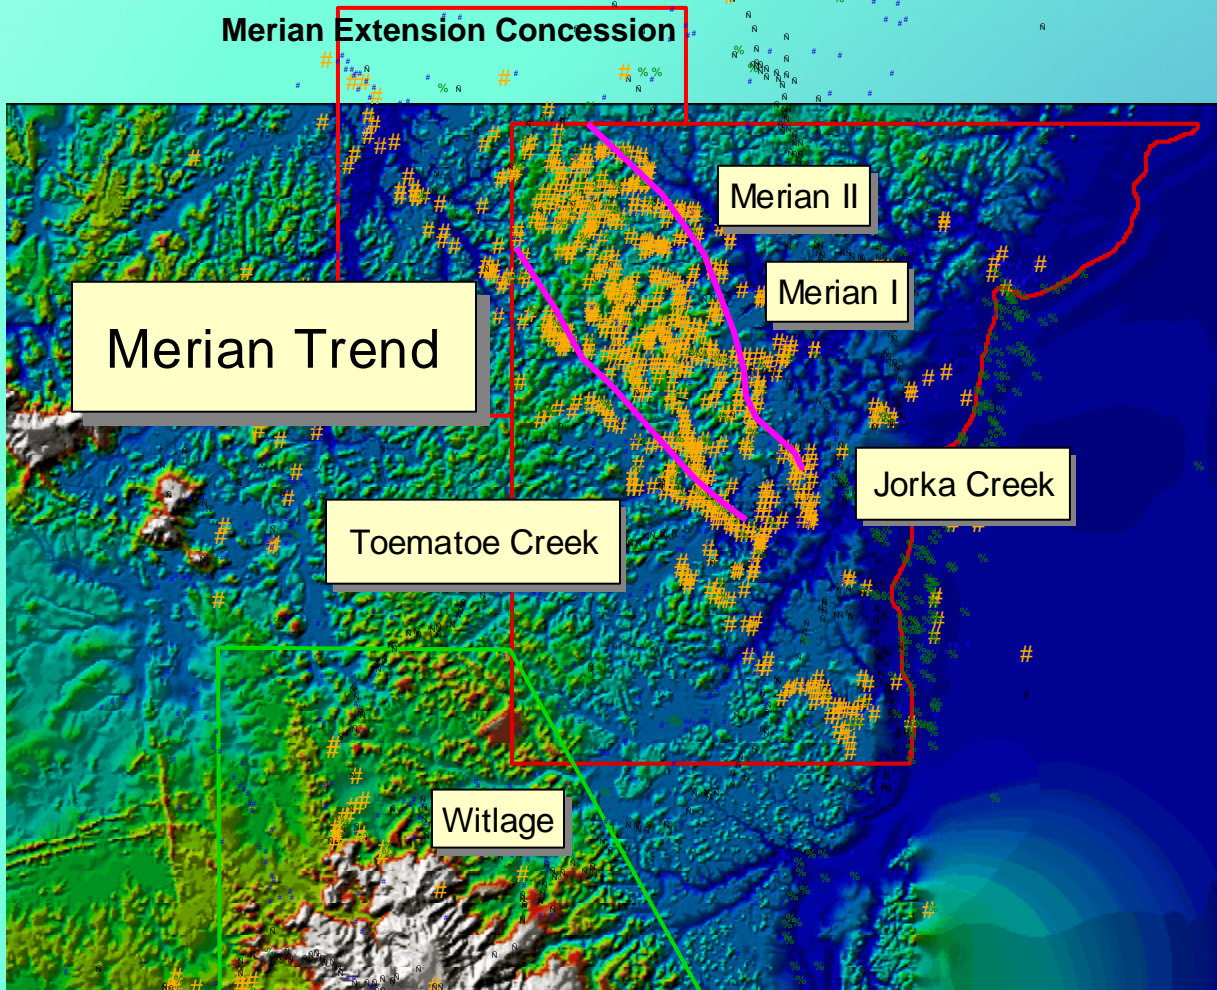 Merian Extension Concession
Merian II
Merian I
Merian Trend
Jorka Creek
Toematoe Creek
Witlage